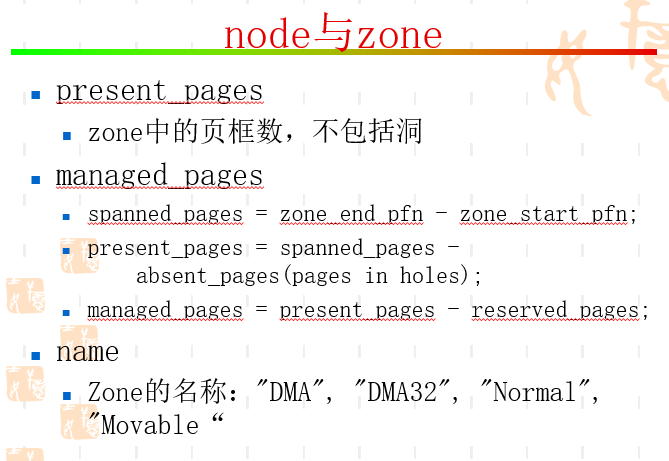 node与zone
present_pages
zone中的页框数，不包括洞
managed_pages
spanned_pages = zone_end_pfn - zone_start_pfn;
present_pages = spanned_pages -
absent_pages(pages in holes);
managed_pages = present_pages - reserved_pages;
name
Zone的名称："DMA", "DMA32", "Normal",
"Movable“